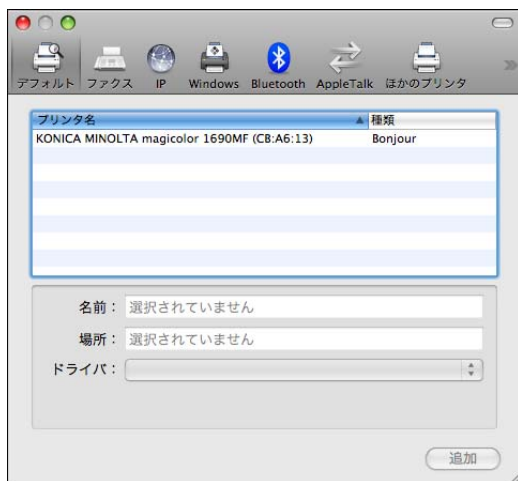 デフォルト ファクス IP Windows Bluetooth AppleTalk ほかのプリンタ
プリンタ名 種類
KONICA MINOLTA magicolor 1690MF (CB:A6:13) Bonjour
名前： 選択されていません
場所： 選択されていません
ドライバ：
追加